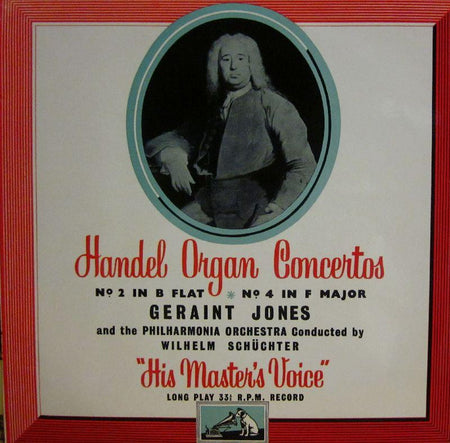 Handel Organ Concertos
No 2 IN B FLAT * No 4 IN F MAJOR
GERAINT JONES
and the PHILHARMONIA ORCHESTRA Conducted by
WILHELM SCHÜCHTER
"His Master's Voice"
LONG PLAY 33⅓ R.P.M. RECORD